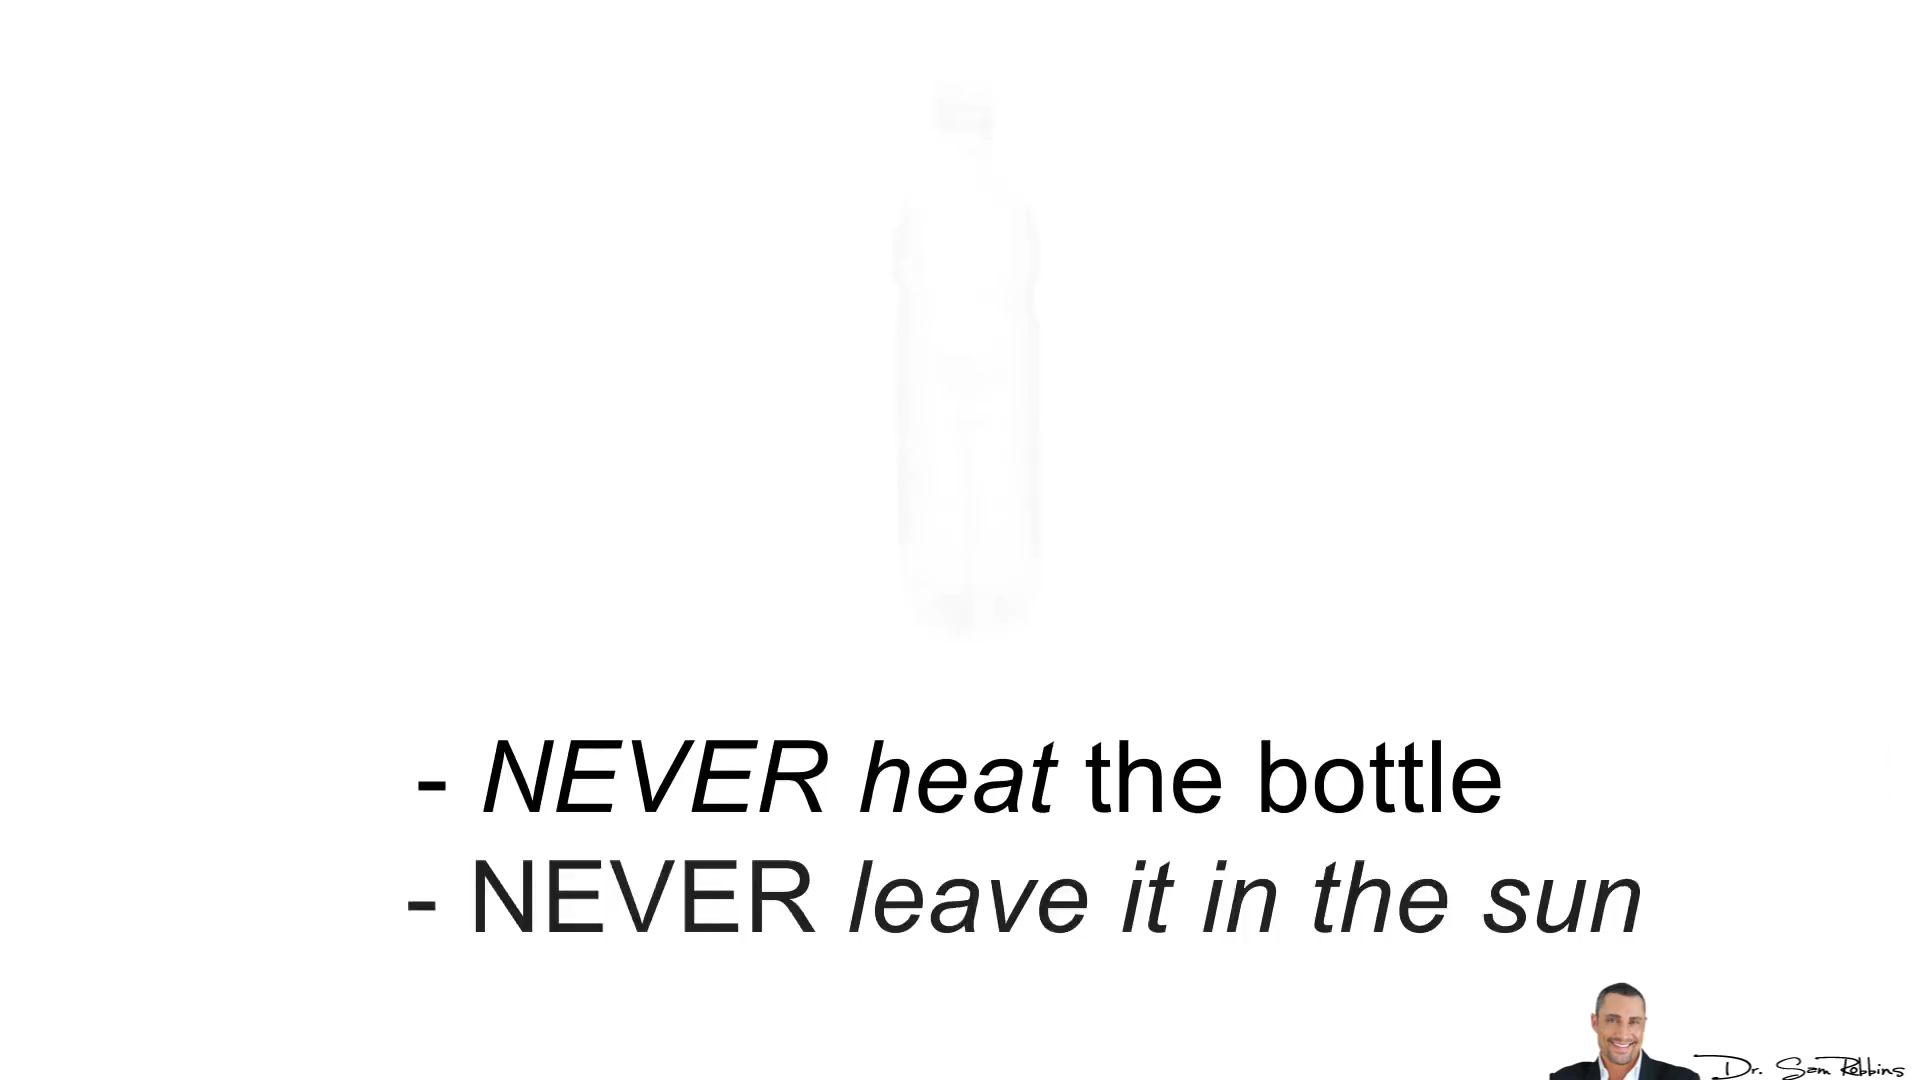 - NEVER heat the bottle
- NEVER leave it in the sun
Dr. Sam Robbins